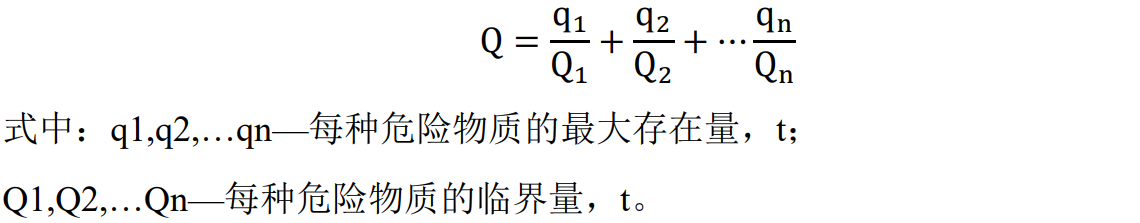 Q = q₁/Q₁ + q₂/Q₂ + ⋯ qₙ/Qₙ
式中：q1,q2,…qn—每种危险物质的最大存在量，t；
Q1,Q2,…Qn—每种危险物质的临界量，t。